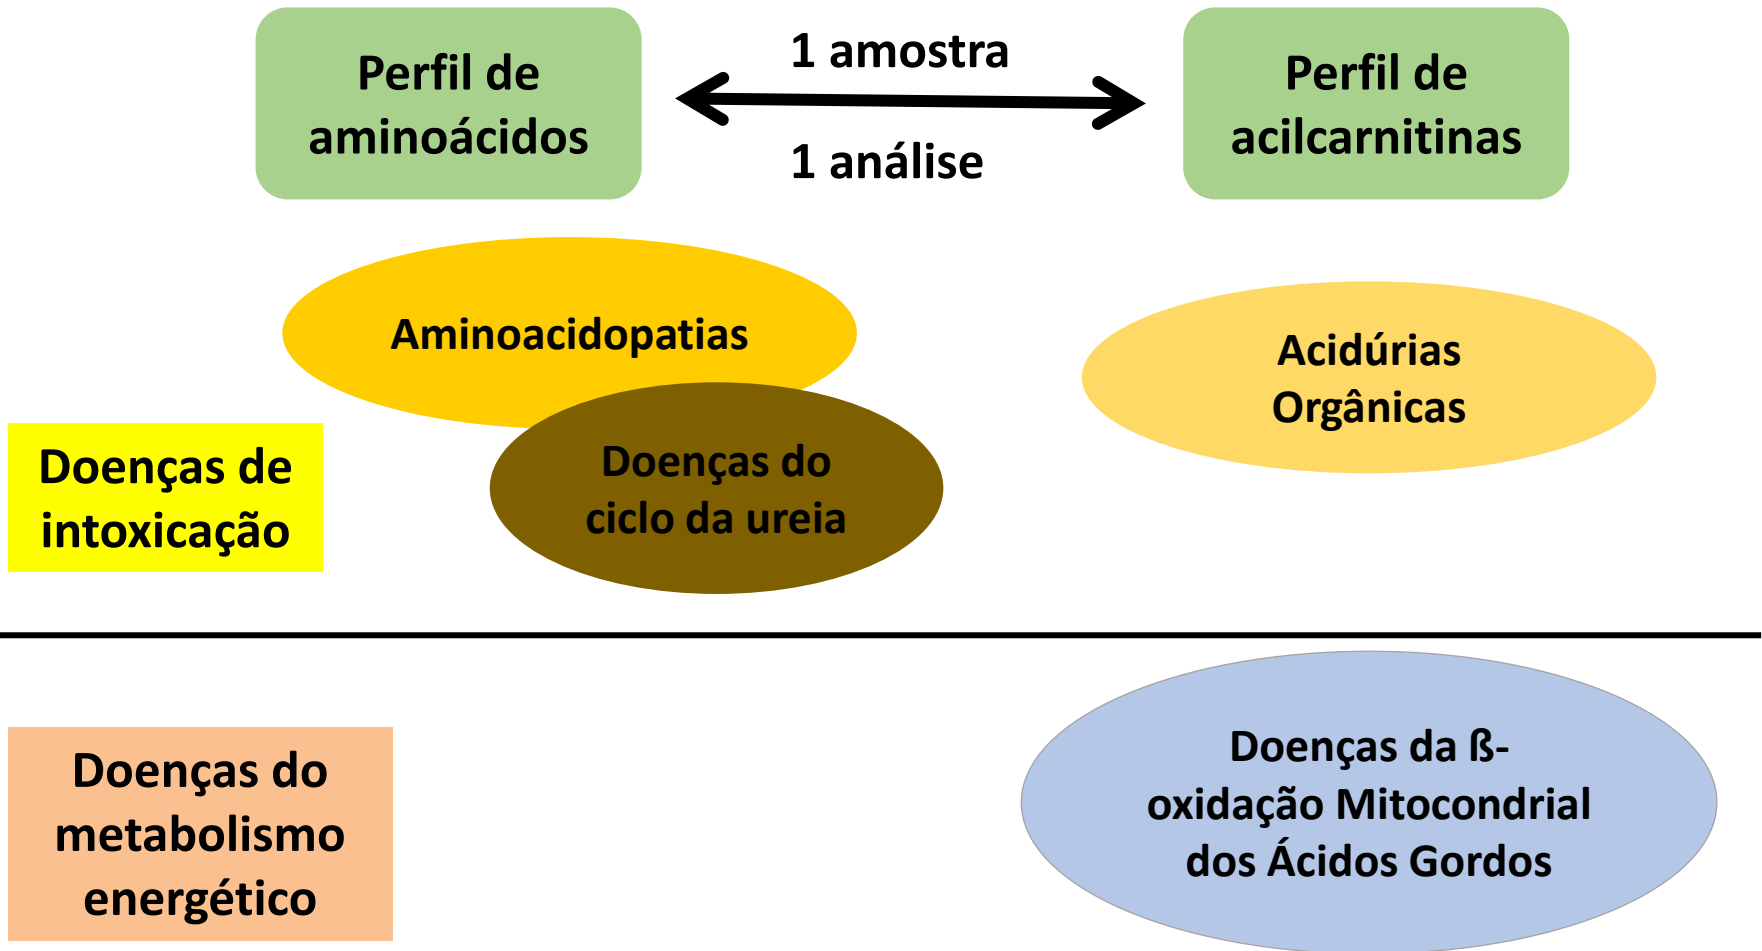 Perfil de
aminoácidos
1 amostra
1 análise
Perfil de
acilcarnitinas
Aminoacidopatias
Acidúrias
Orgânicas
Doenças de
intoxicação
Doenças do
ciclo da ureia
Doenças do
metabolismo
energético
Doenças da ß-
oxidação Mitocondrial
dos Ácidos Gordos